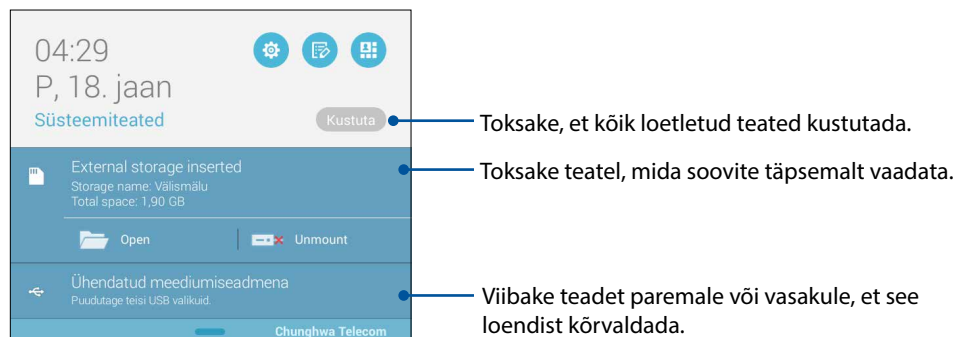 04:29
P, 18. jaan
Süsteemiteated
Kustuta
Toksake, et kõik loetletud teated kustutada.
External storage inserted
Storage name: Välismälu
Total space: 1,90 GB
Toksake teatel, mida soovite täpsemalt vaadata.
Open
Unmount
Ühendatud meediumiseadmena
Puudutage teisi USB valikuid.
Viibake teadet paremale või vasakule, et see
loendist kõrvaldada.
Chunghwa Telecom